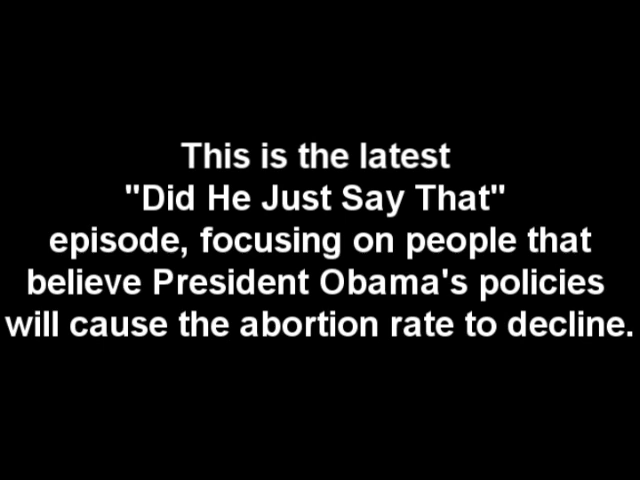 This is the latest
"Did He Just Say That"
episode, focusing on people that
believe President Obama's policies
will cause the abortion rate to decline.